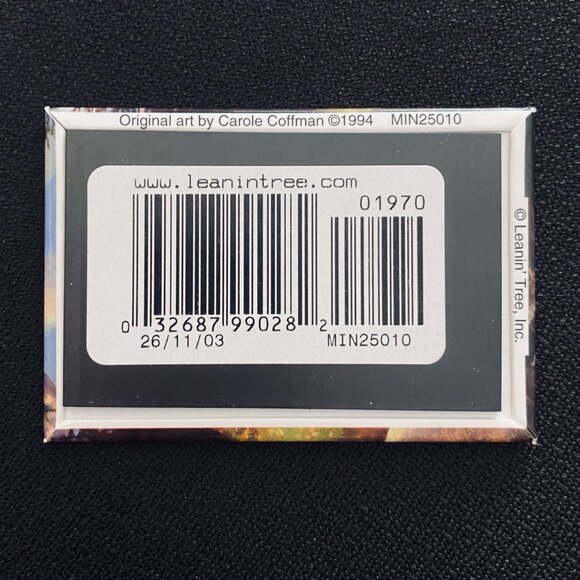 Original art by Carole Coffman ©1994 MIN25010
www.leanintree.com
01970
0 32687 99028 2
26/11/03 MIN25010
© Leanin' Tree, Inc.